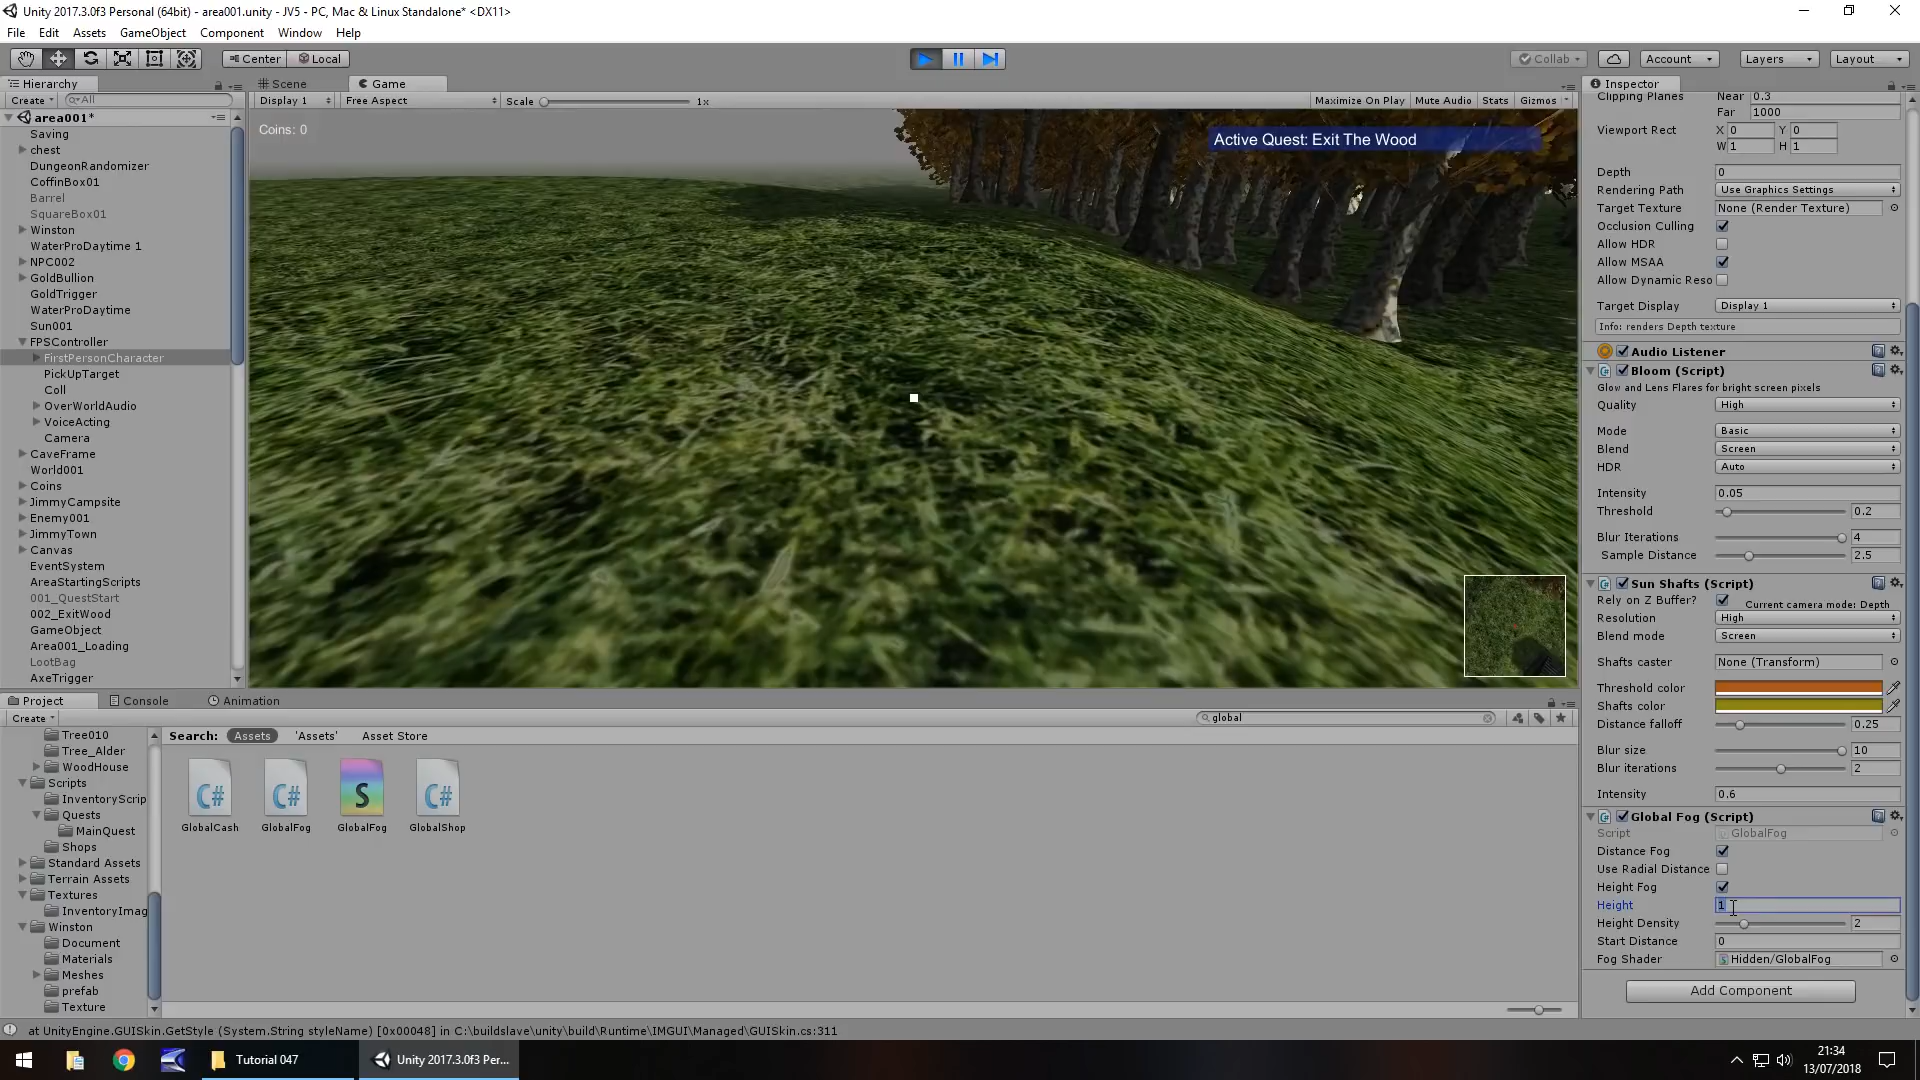 Unity 2017.3.0f3 Personal (64bit) - area001.unity - JV5 - PC, Mac & Linux Standalone* <DX11>
File Edit Assets GameObject Component Window Help
Center Local
Collab Account Layers Layout
Hierarchy
Create All
area001*
Saving
chest
DungeonRandomizer
CoffinBox01
Barrel
SquareBox01
Winston
WaterProDaytime 1
NPC002
GoldBullion
GoldTrigger
WaterProDaytime
Sun001
FPSController
FirstPersonCharacter
PickUpTarget
Coll
OverWorldAudio
VoiceActing
Camera
CaveFrame
World001
Coins
JimmyCampsite
Enemy001
JimmyTown
Canvas
EventSystem
AreaStartingScripts
001_QuestStart
002_ExitWood
GameObject
Area001_Loading
LootBag
AxeTrigger
Scene Game
Display 1 Free Aspect Scale 1x Maximize On Play Mute Audio Stats Gizmos
Coins: 0
Active Quest: Exit The Wood
Inspector
Clipping Planes Near 0.3
Far 1000
Viewport Rect X 0 Y 0
W 1 H 1
Depth 0
Rendering Path Use Graphics Settings
Target Texture None (Render Texture)
Occlusion Culling
Allow HDR
Allow MSAA
Allow Dynamic Reso
Target Display Display 1
Info: renders Depth texture
Audio Listener
Bloom (Script)
Glow and Lens Flares for bright screen pixels
Quality High
Mode Basic
Blend Screen
HDR Auto
Intensity 0.05
Threshold 0.2
Blur Iterations 4
Sample Distance 2.5
Sun Shafts (Script)
Rely on Z Buffer? Current camera mode: Depth
Resolution High
Blend mode Screen
Shafts caster None (Transform)
Threshold color
Shafts color
Distance falloff 0.25
Blur size 10
Blur iterations 2
Intensity 0.6
Global Fog (Script)
Script GlobalFog
Distance Fog
Use Radial Distance
Height Fog
Height 1
Height Density 2
Start Distance 0
Fog Shader Hidden/GlobalFog
Add Component
Project Console Animation
Create global
Tree010
Tree_Alder
WoodHouse
Scripts
InventoryScrip
Quests
MainQuest
Shops
Standard Assets
Terrain Assets
Textures
InventoryImag
Winston
Document
Materials
Meshes
prefab
Texture
Search: Assets 'Assets' Asset Store
C# C# S C#
GlobalCash GlobalFog GlobalFog GlobalShop
at UnityEngine.GUISkin.GetStyle (System.String styleName) [0x00048] in C:\buildslave\unity\build\Runtime\IMGUI\Managed\GUISkin.cs:311
Tutorial 047
Unity 2017.3.0f3 Per...
21:34
13/07/2018